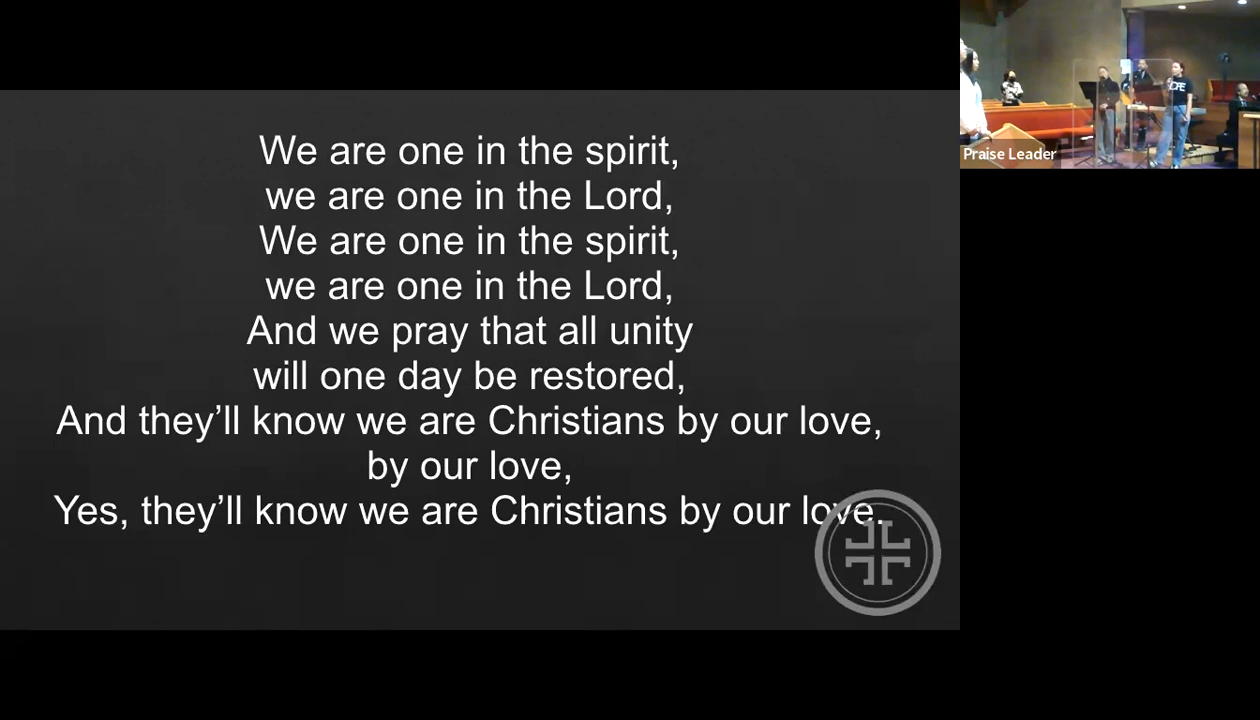 We are one in the spirit,
we are one in the Lord,
We are one in the spirit,
we are one in the Lord,
And we pray that all unity
will one day be restored,
And they’ll know we are Christians by our love,
by our love,
Yes, they’ll know we are Christians by our love.
Praise Leader